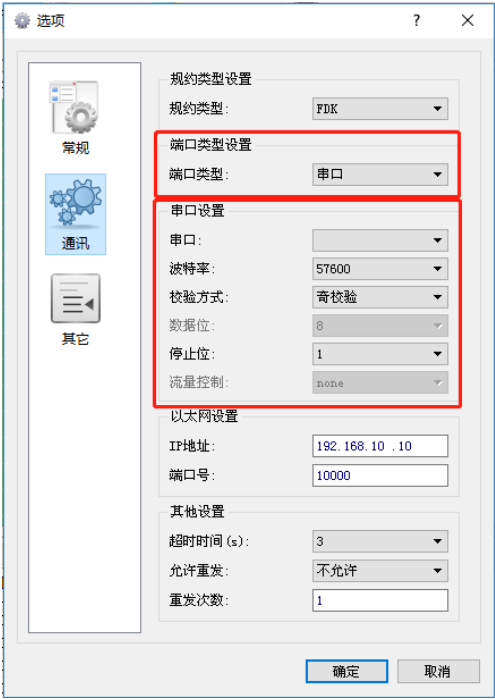 选项
?
常规
通讯
其它
规约类型设置
规约类型: FDK
端口类型设置
端口类型: 串口
串口设置
串口:
波特率: 57600
校验方式: 奇校验
数据位: 8
停止位: 1
流量控制: none
以太网设置
IP地址: 192.168.10 .10
端口号: 10000
其他设置
超时时间(s): 3
允许重发: 不允许
重发次数: 1
确定 取消